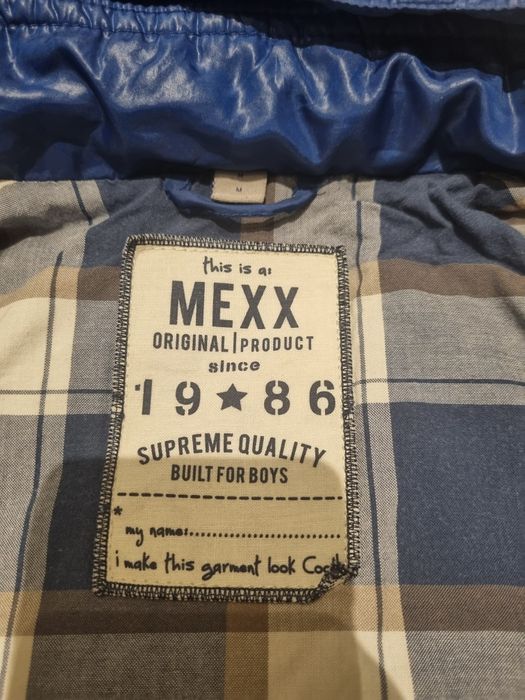 M
this is a:
MEXX
ORIGINAL|PRODUCT
since
19★86
SUPREME QUALITY
BUILT FOR BOYS
*
my name:..............................
i make this garment look